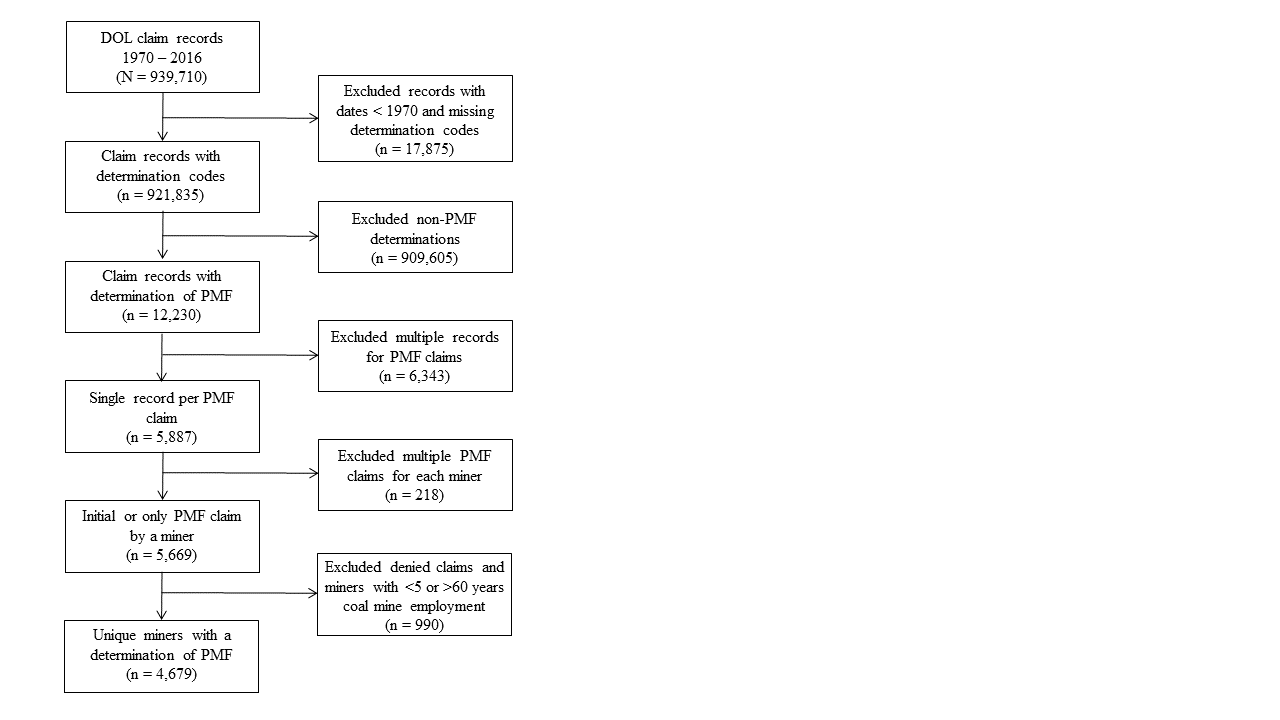 DOL claim records
1970 – 2016
(N = 939,710)
Excluded records with
dates < 1970 and missing
determination codes
(n = 17,875)
Claim records with
determination codes
(n = 921,835)
Excluded non-PMF
determinations
(n = 909,605)
Claim records with
determination of PMF
(n = 12,230)
Excluded multiple records
for PMF claims
(n = 6,343)
Single record per PMF
claim
(n = 5,887)
Excluded multiple PMF
claims for each miner
(n = 218)
Initial or only PMF claim
by a miner
(n = 5,669)
Excluded denied claims and
miners with <5 or >60 years
coal mine employment
(n = 990)
Unique miners with a
determination of PMF
(n = 4,679)